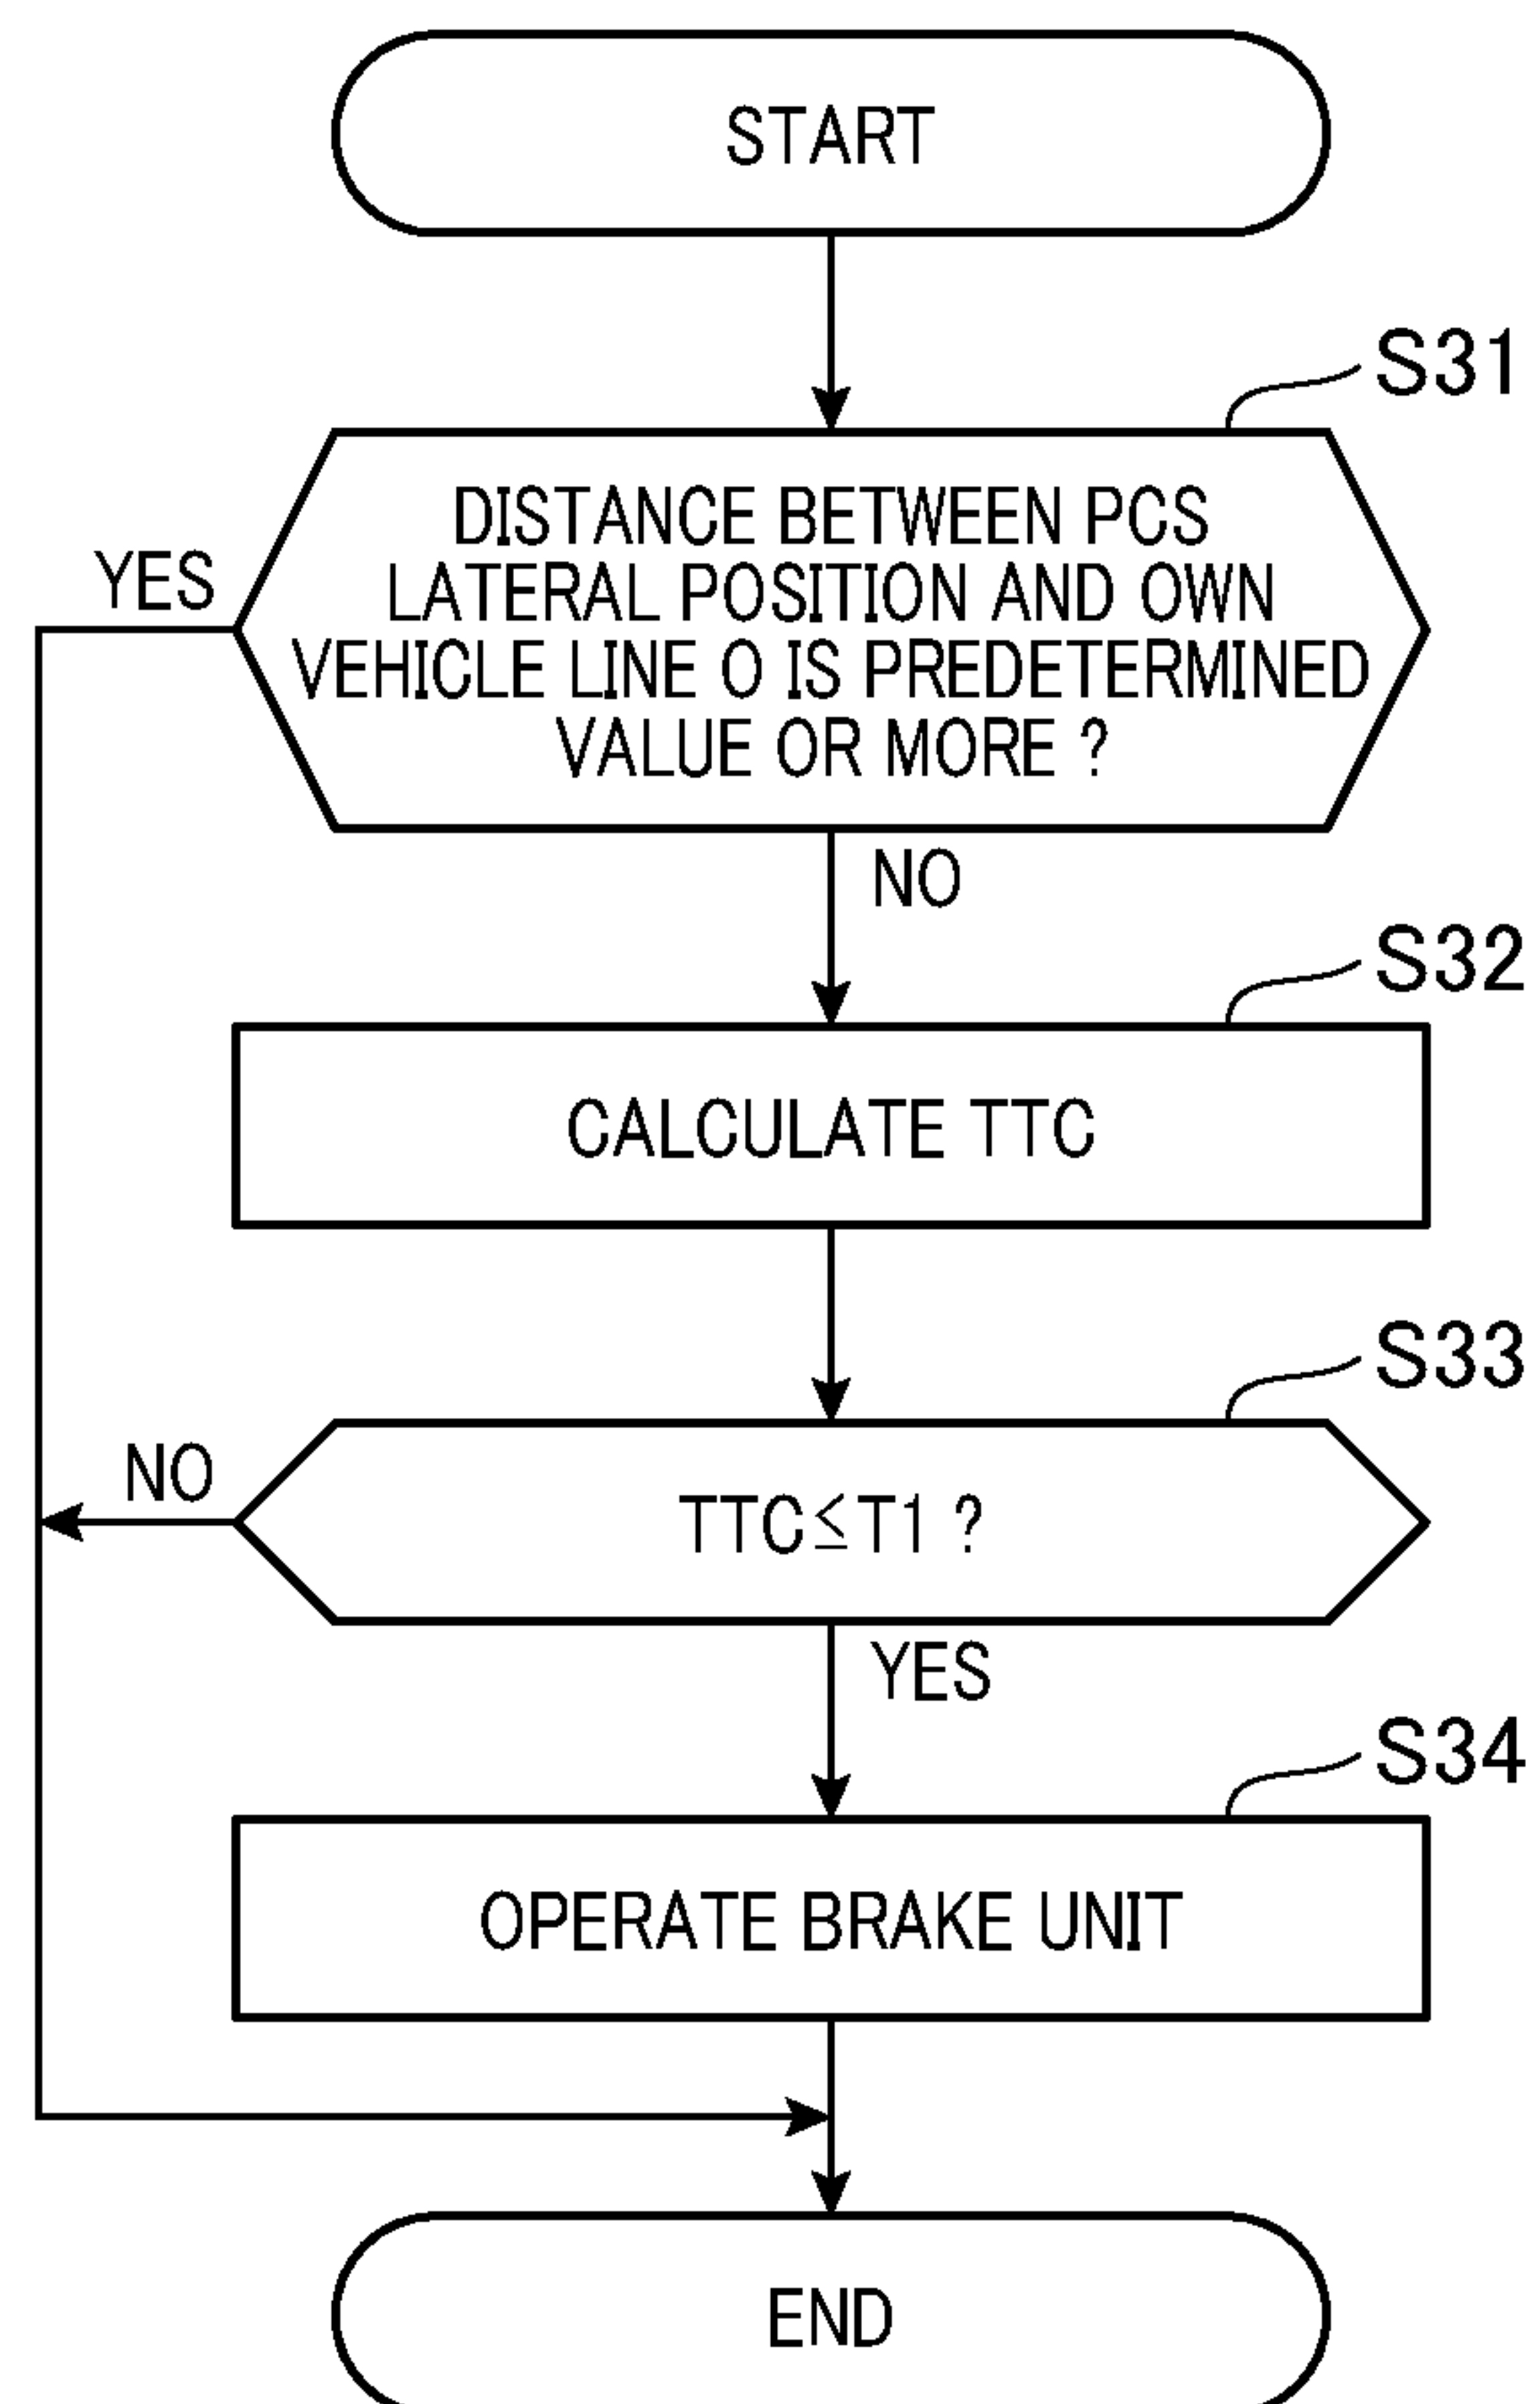 START
S31
DISTANCE BETWEEN PCS
LATERAL POSITION AND OWN
VEHICLE LINE O IS PREDETERMINED
VALUE OR MORE ?
YES
NO
S32
CALCULATE TTC
S33
NO
TTC≦T1 ?
YES
S34
OPERATE BRAKE UNIT
END